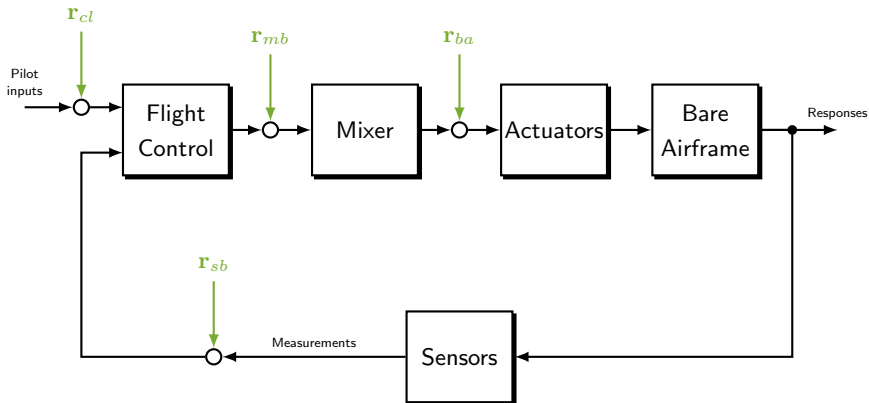 r_cl
r_mb
r_ba
Pilot
inputs
Flight
Control
Mixer
Actuators
Bare
Airframe
Responses
r_sb
Measurements
Sensors